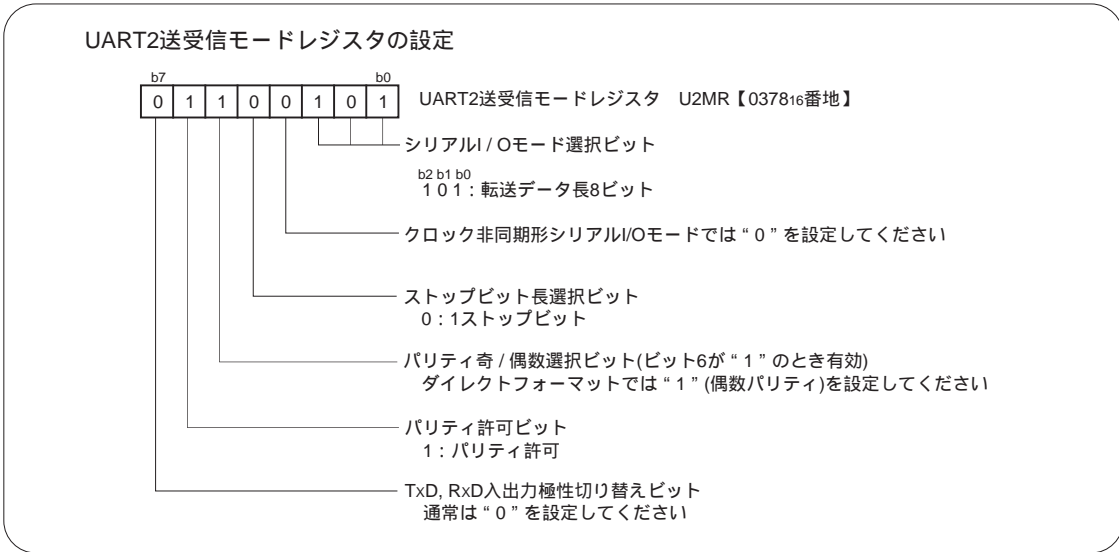 UART2送受信モードレジスタの設定
b7 b0
0 1 1 0 0 1 0 1 UART2送受信モードレジスタ U2MR【037816番地】
シリアルI / Oモード選択ビット
b2 b1 b0
1 0 1 : 転送データ長8ビット
クロック非同期形シリアルI/Oモードでは “ 0 ” を設定してください
ストップビット長選択ビット
0 : 1ストップビット
パリティ奇 / 偶数選択ビット(ビット6が “ 1 ” のとき有効)
ダイレクトフォーマットでは “ 1 ” (偶数パリティ)を設定してください
パリティ許可ビット
1 : パリティ許可
TxD, RxD入出力極性切り替えビット
通常は “ 0 ” を設定してください